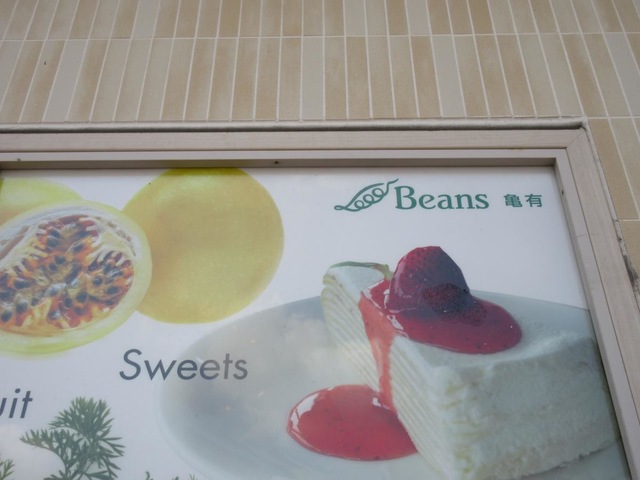 Beans 亀有
Sweets
uit